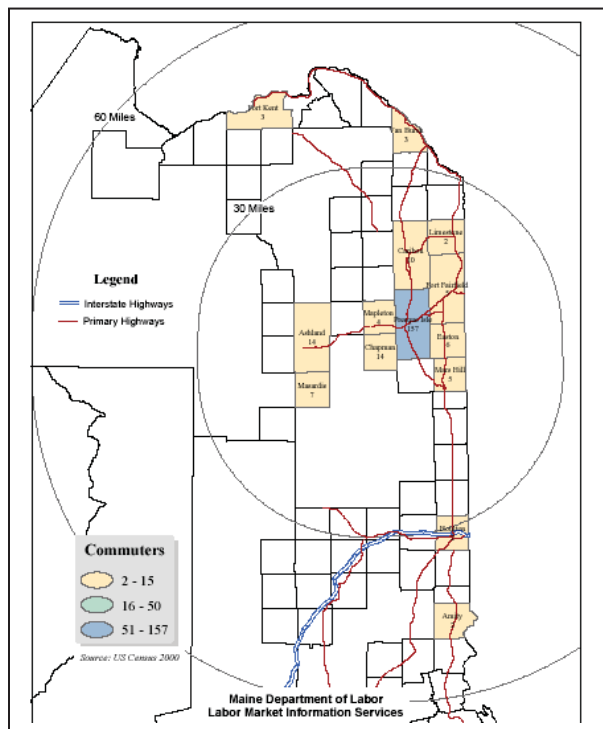 Fort Kent
3
60 Miles
Van Buren
3
30 Miles
Limestone
2
Caribou
10
Fort Fairfield
Legend
Interstate Highways
Primary Highways
Mapleton
4
Presque Isle
157
Ashland
14
Easton
6
Chapman
14
Mars Hill
5
Masardis
7
Houlton
Commuters
2 - 15
16 - 50
51 - 157
Amity
Source: US Census 2000
Maine Department of Labor
Labor Market Information Services